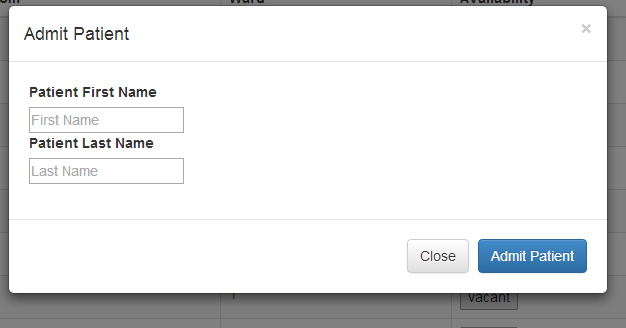 Admit Patient
×
Patient First Name
First Name
Patient Last Name
Last Name
Close
Admit Patient
Vacant